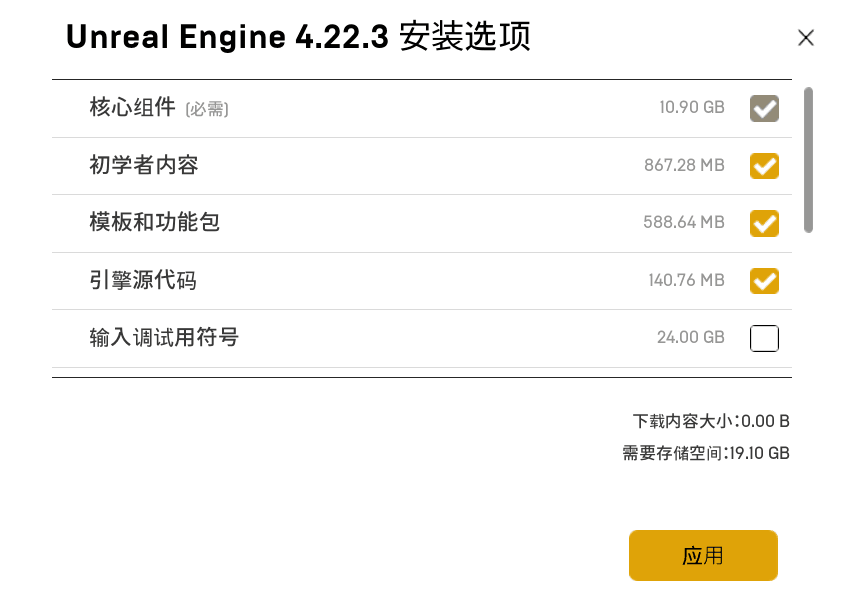 Unreal Engine 4.22.3 安装选项
核心组件 (必需) 10.90 GB
初学者内容 867.28 MB
模板和功能包 588.64 MB
引擎源代码 140.76 MB
输入调试用符号 24.00 GB
下载内容大小:0.00 B
需要存储空间:19.10 GB
应用